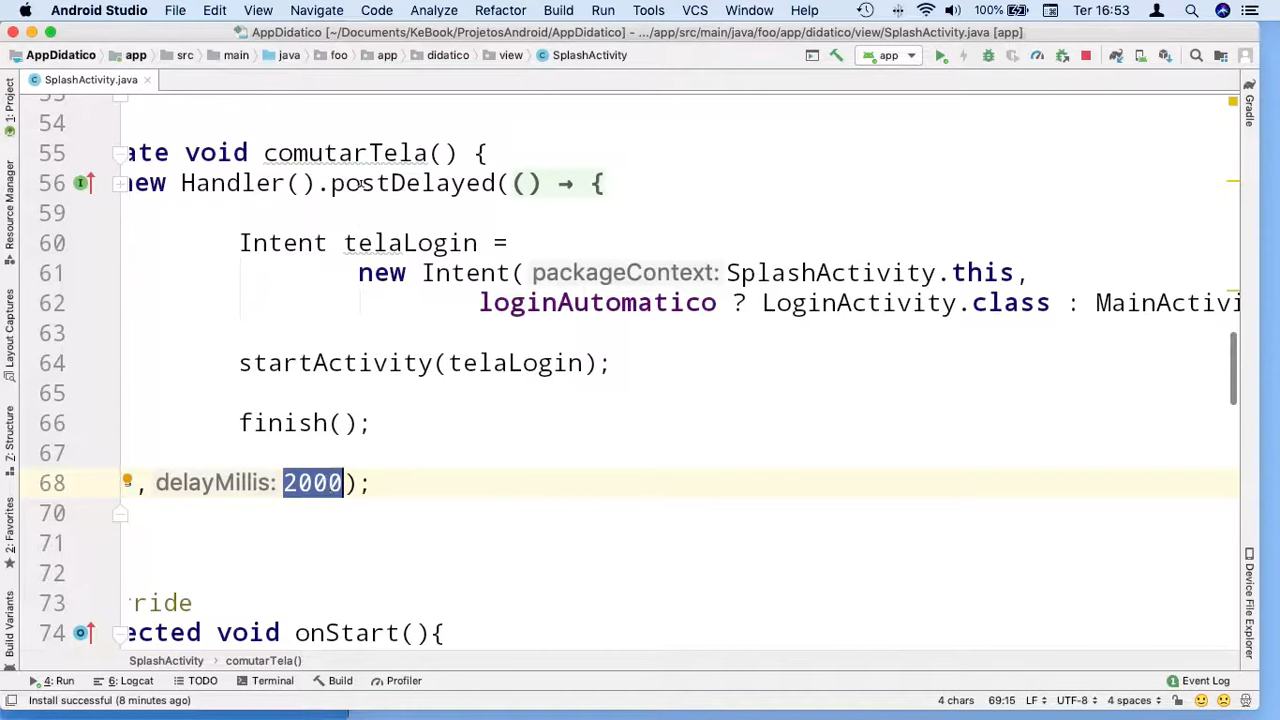 Android Studio File Edit View Navigate Code Analyze Refactor Build Run Tools VCS Window Help 100% Ter 16:53
AppDidatico [~/Documents/KeBook/ProjetosAndroid/AppDidatico] - .../app/src/main/java/foo/app/didatico/view/SplashActivity.java [app]
AppDidatico app src main java foo app didatico view SplashActivity app
SplashActivity.java
1: Project
Resource Manager
Layout Captures
7: Structure
2: Favorites
Build Variants
54
55 ate void comutarTela() {
56 new Handler().postDelayed(() → {
59
60 Intent telaLogin =
61 new Intent( packageContext: SplashActivity.this,
62 loginAutomatico ? LoginActivity.class : MainActivi
63
64 startActivity(telaLogin);
65
66 finish();
67
68 , delayMillis: 2000);
70
71
72
73 rride
74 ected void onStart(){
Gradle
Device File Explorer
SplashActivity comutarTela()
4: Run 6: Logcat TODO Terminal Build Profiler 1 Event Log
Install successful (8 minutes ago) 4 chars 69:15 LF UTF-8 4 spaces